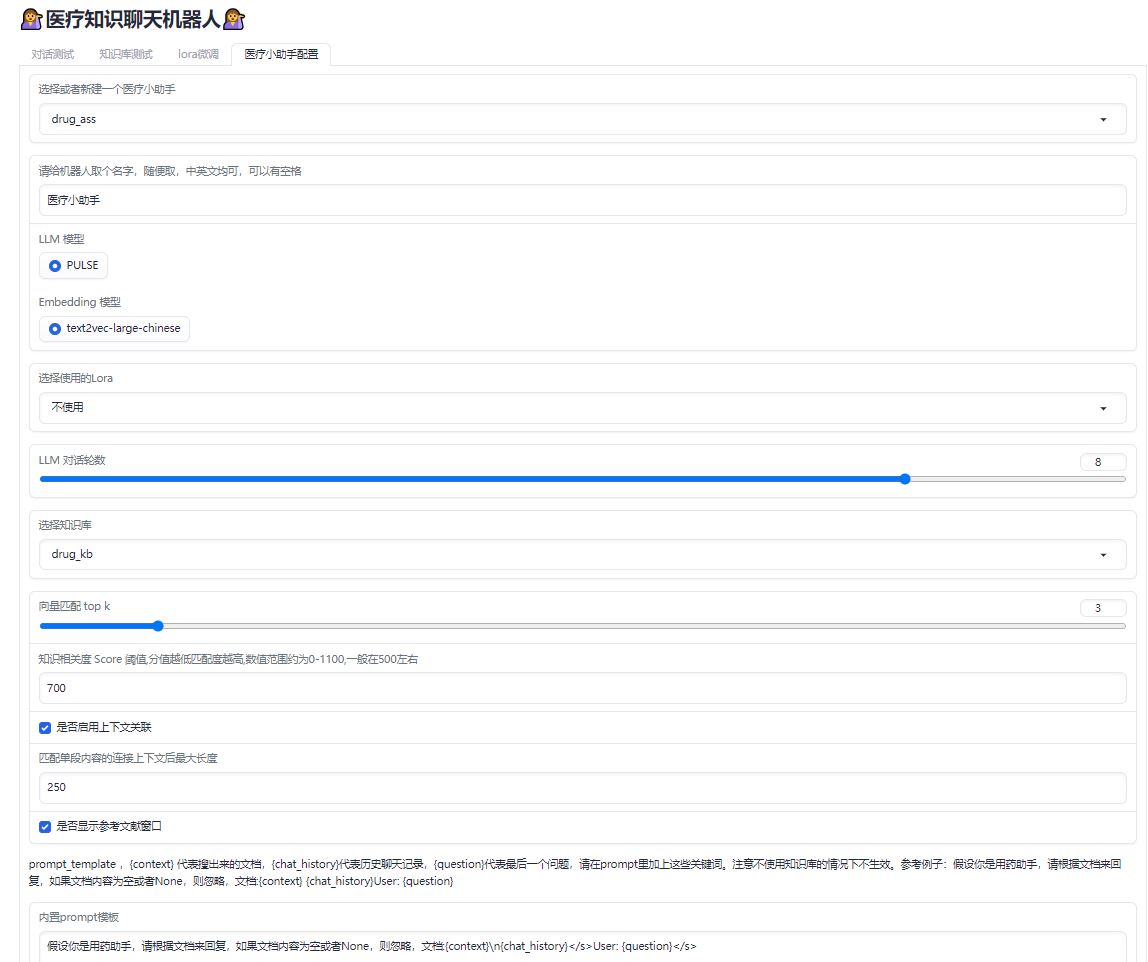 🙋‍♀️医疗知识聊天机器人🙋‍♀️
对话测试 知识库测试 lora微调 医疗小助手配置
选择或者新建一个医疗小助手
drug_ass
请给机器人取个名字，随便取，中英文均可，可以有空格
医疗小助手
LLM 模型
PULSE
Embedding 模型
text2vec-large-chinese
选择使用的Lora
不使用
LLM 对话轮数
8
选择知识库
drug_kb
向量匹配 top k
3
知识相关度 Score 阈值,分值越低匹配度越高,数值范围约为0-1100,一般在500左右
700
是否启用上下文关联
匹配单段内容的连接上下文后最大长度
250
是否显示参考文献窗口
prompt_template ，{context} 代表搜出来的文档，{chat_history}代表历史聊天记录，{question}代表最后一个问题，请在prompt里加上这些关键词。注意不使用知识库的情况下不生效。参考例子：假设你是用药助手，请根据文档来回
复，如果文档内容为空或者None，则忽略，文档:{context} {chat_history}User: {question}
内置prompt模板
假设你是用药助手，请根据文档来回复，如果文档内容为空或者None，则忽略，文档:{context}\n{chat_history}</s>User: {question}</s>